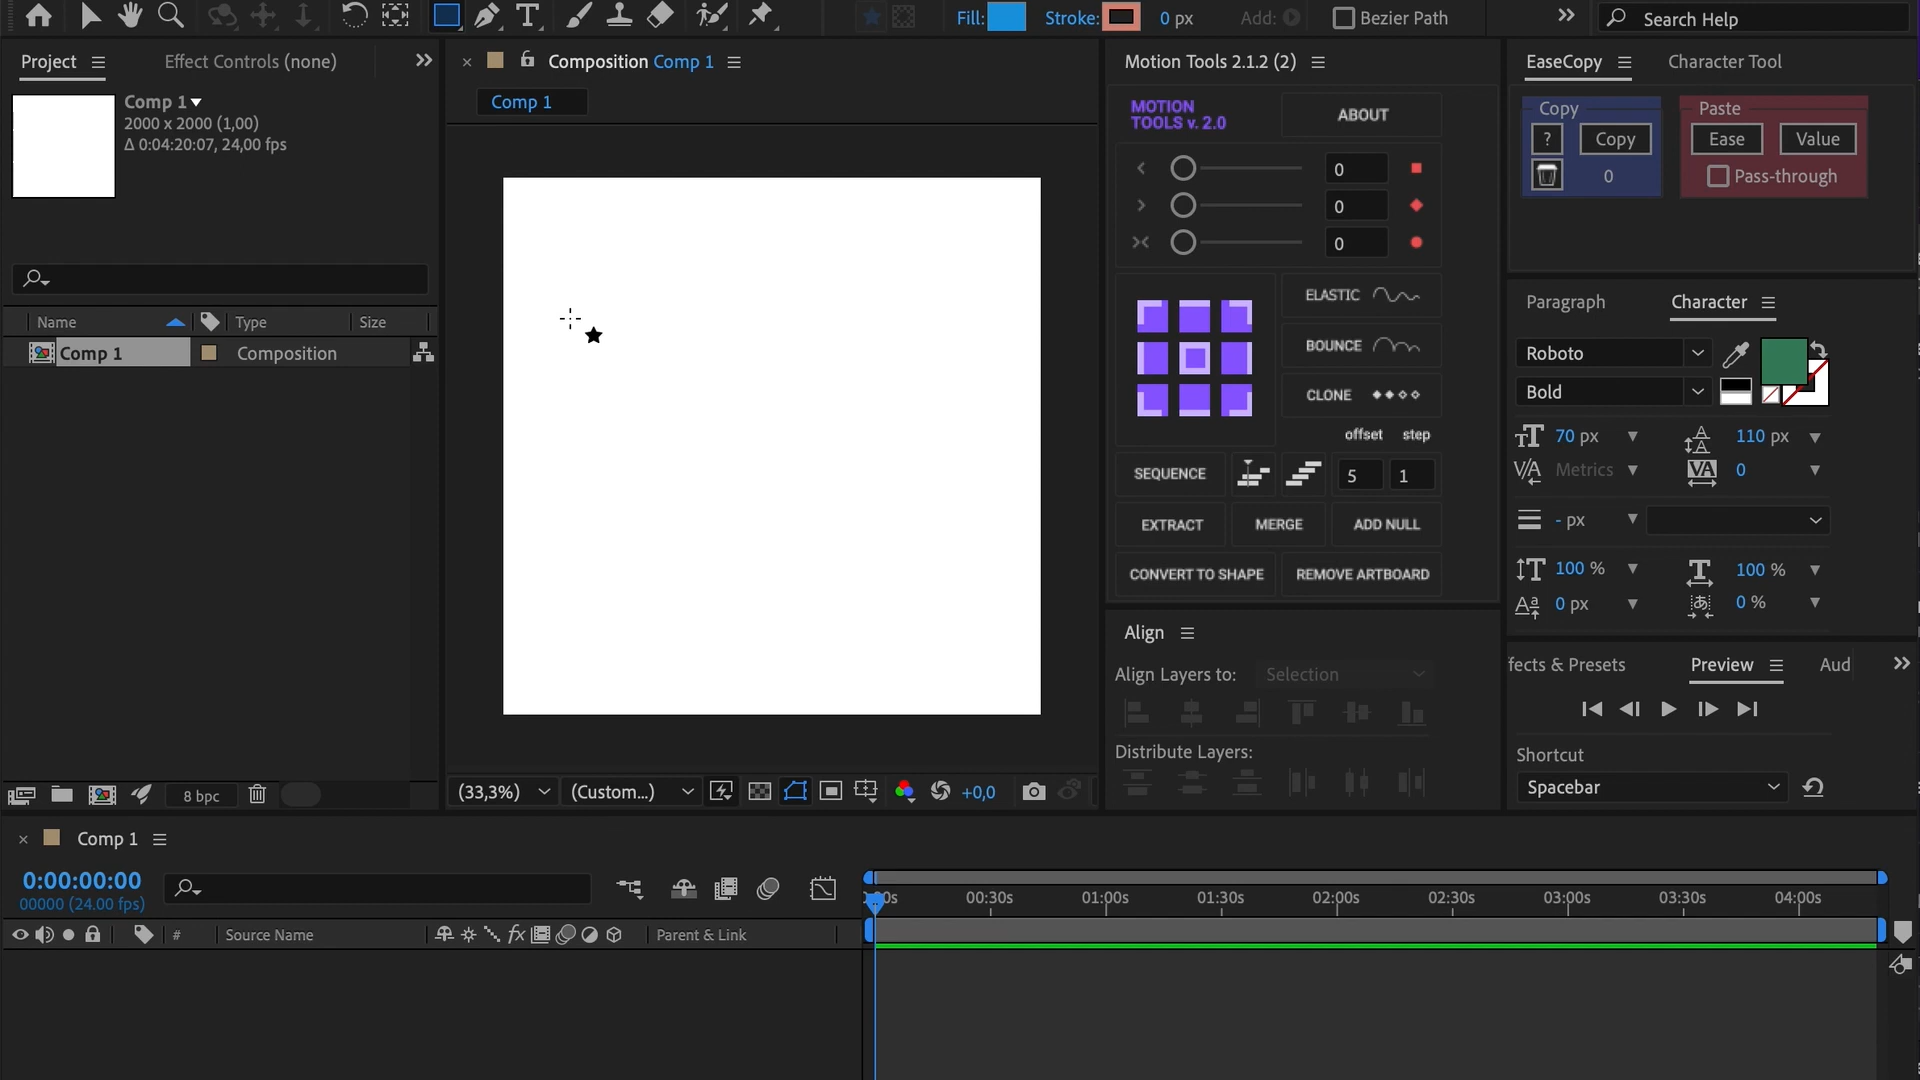 Fill:
Stroke:
0 px
Add:
Bezier Path
Search Help
Project
Effect Controls (none)
Comp 1
2000 x 2000 (1,00)
Δ 0:04:20:07, 24,00 fps
Name
Type
Size
Comp 1
Composition
8 bpc
Composition Comp 1
Comp 1
(33,3%)
(Custom...)
+0,0
Motion Tools 2.1.2 (2)
MOTION
TOOLS v. 2.0
ABOUT
0
0
0
ELASTIC
BOUNCE
CLONE
offset step
SEQUENCE
5
1
EXTRACT
MERGE
ADD NULL
CONVERT TO SHAPE
REMOVE ARTBOARD
Align
Align Layers to:
Selection
Distribute Layers:
EaseCopy
Character Tool
Copy
?
Copy
0
Paste
Ease
Value
Pass-through
Paragraph
Character
Roboto
Bold
70 px
110 px
Metrics
0
- px
100 %
100 %
0 px
0 %
fects & Presets
Preview
Aud
Shortcut
Spacebar
Comp 1
0:00:00:00
00000 (24.00 fps)
#
Source Name
fx
Parent & Link
00s
00:30s
01:00s
01:30s
02:00s
02:30s
03:00s
03:30s
04:00s